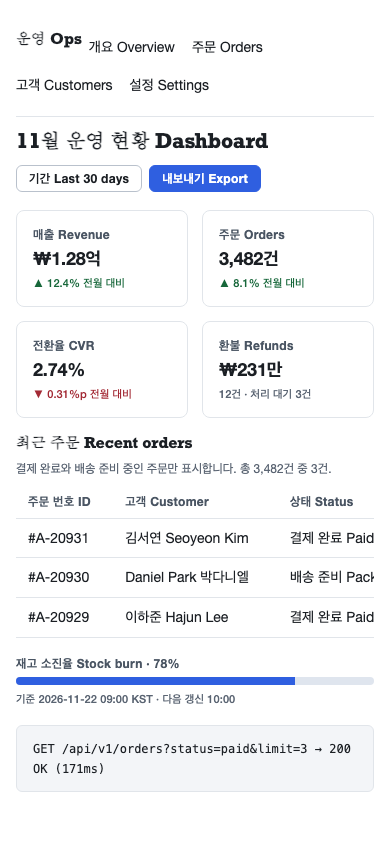 운영 Ops 개요 Overview 주문 Orders
고객 Customers 설정 Settings
11월 운영 현황 Dashboard
기간 Last 30 days 내보내기 Export
매출 Revenue
₩1.28억
▲ 12.4% 전월 대비
주문 Orders
3,482건
▲ 8.1% 전월 대비
전환율 CVR
2.74%
▼ 0.31%p 전월 대비
환불 Refunds
₩231만
12건 · 처리 대기 3건
최근 주문 Recent orders
결제 완료와 배송 준비 중인 주문만 표시합니다. 총 3,482건 중 3건.
주문 번호 ID 고객 Customer 상태 Status
#A-20931 김서연 Seoyeon Kim 결제 완료 Paid
#A-20930 Daniel Park 박다니엘 배송 준비 Pack
#A-20929 이하준 Hajun Lee 결제 완료 Paid
재고 소진율 Stock burn · 78%
기준 2026-11-22 09:00 KST · 다음 갱신 10:00
GET /api/v1/orders?status=paid&limit=3 → 200
OK (171ms)